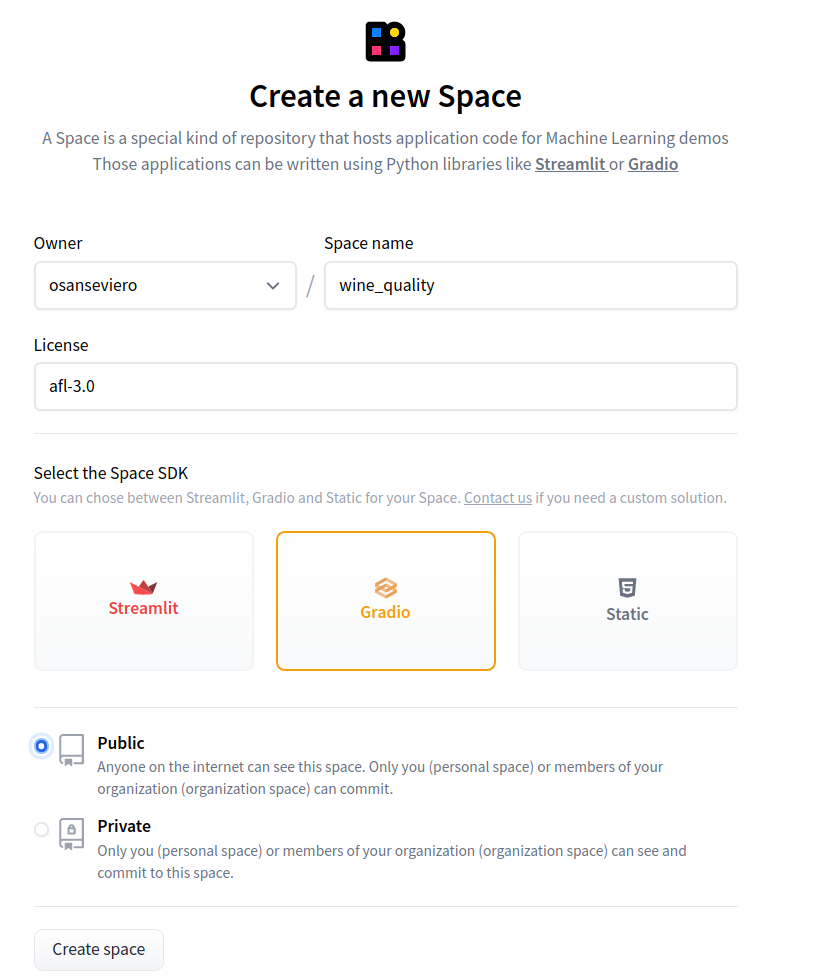 Create a new Space
A Space is a special kind of repository that hosts application code for Machine Learning demos
Those applications can be written using Python libraries like Streamlit or Gradio
Owner
Space name
osanseviero
/
wine_quality
License
afl-3.0
Select the Space SDK
You can chose between Streamlit, Gradio and Static for your Space. Contact us if you need a custom solution.
Streamlit
Gradio
Static
Public
Anyone on the internet can see this space. Only you (personal space) or members of your
organization (organization space) can commit.
Private
Only you (personal space) or members of your organization (organization space) can see and
commit to this space.
Create space